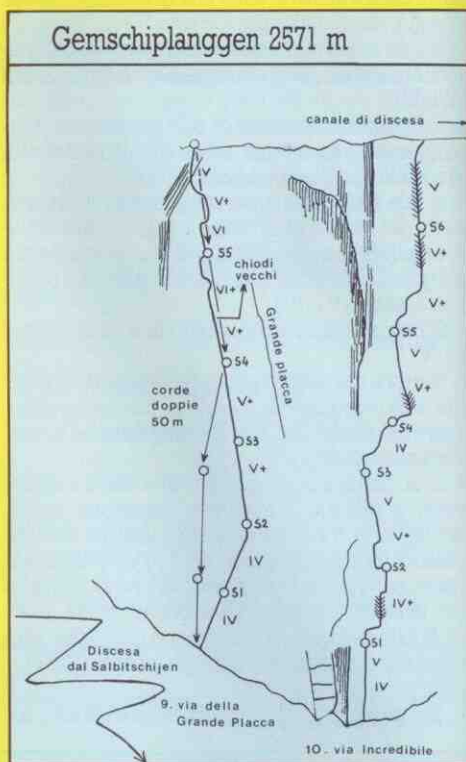 Gemschiplanggen 2571 m
canale di discesa
IV
V+
VI
S5
VI+
chiodi
vecchi
V+
S4
Grande placca
corde
doppie
50 m
V+
S3
V+
S2
IV
S1
IV
V
S6
V+
V+
S5
V
V+
S4
IV
S3
V
V+
S2
IV+
S1
V
IV
Discesa
dal Salbitschijen
9. via della
Grande Placca
10. via Incredibile